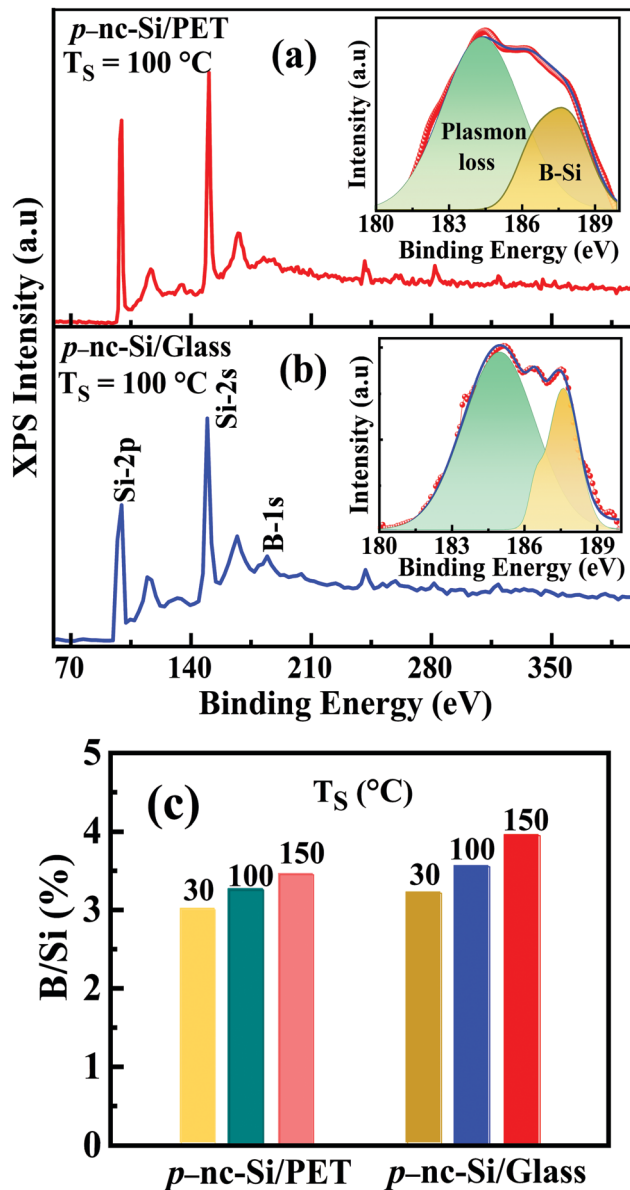 p–nc-Si/PET
T_S = 100 °C
(a)
Plasmon
loss
B-Si
Intensity (a.u)
180 183 186 189
Binding Energy (eV)
p–nc-Si/Glass
T_S = 100 °C
(b)
Si-2p
Si-2s
B-1s
Intensity (a.u)
180 183 186 189
Binding Energy (eV)
XPS Intensity (a.u)
70 140 210 280 350
Binding Energy (eV)
(c)
T_S (°C)
5
4
3
2
1
0
B/Si (%)
30 100 150
30 100 150
p–nc-Si/PET p–nc-Si/Glass